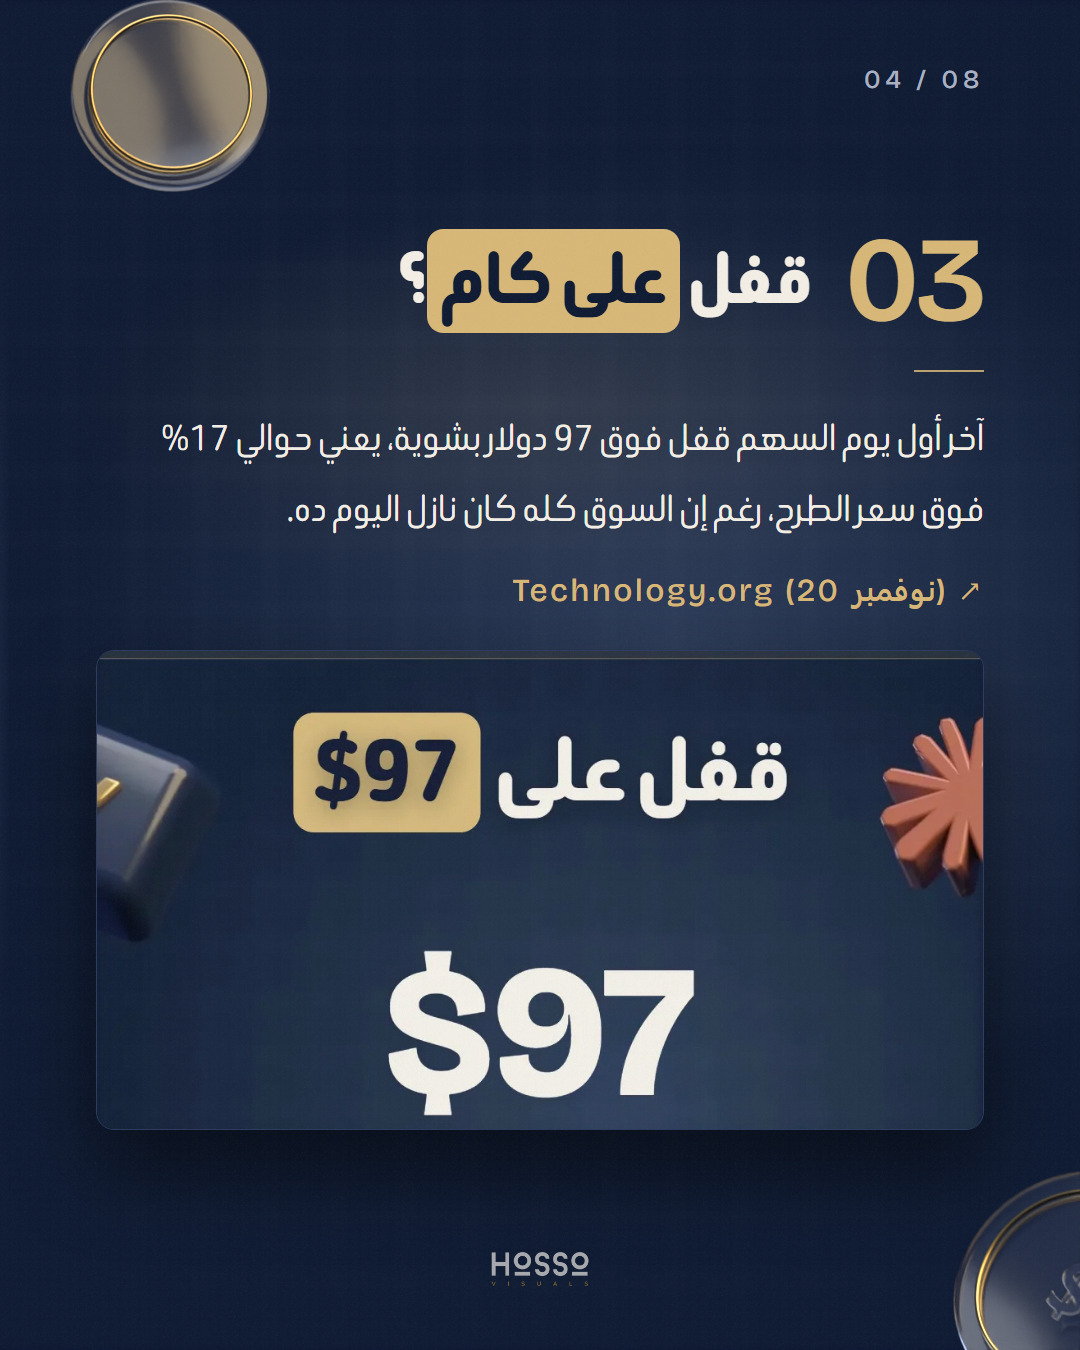 04 / 08
03 قفل على كام؟
آخر أول يوم السهم قفل فوق 97 دولار بشوية، يعني حوالي 17%
فوق سعر الطرح، رغم إن السوق كله كان نازل اليوم ده.
↗ Technology.org (20 نوفمبر)
قفل على $97
$97
HOSSO
VISUALS